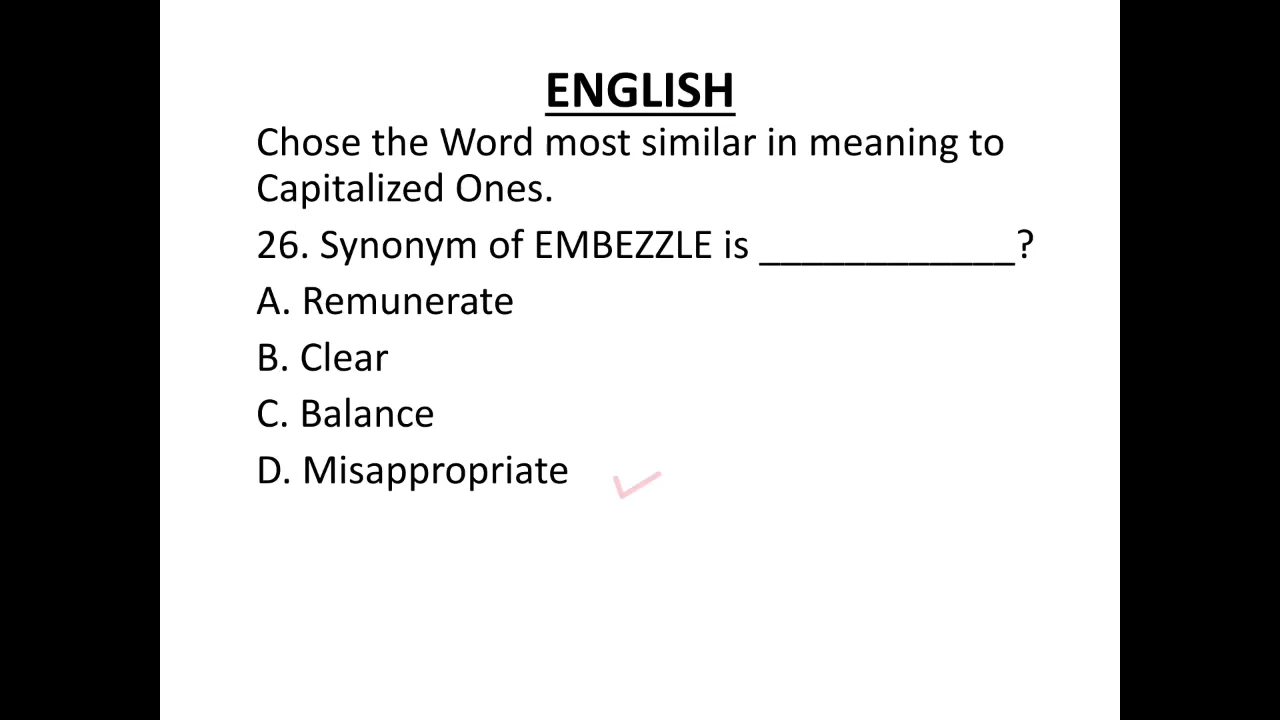 ENGLISH
Chose the Word most similar in meaning to
Capitalized Ones.
26. Synonym of EMBEZZLE is ____________?
A. Remunerate
B. Clear
C. Balance
D. Misappropriate